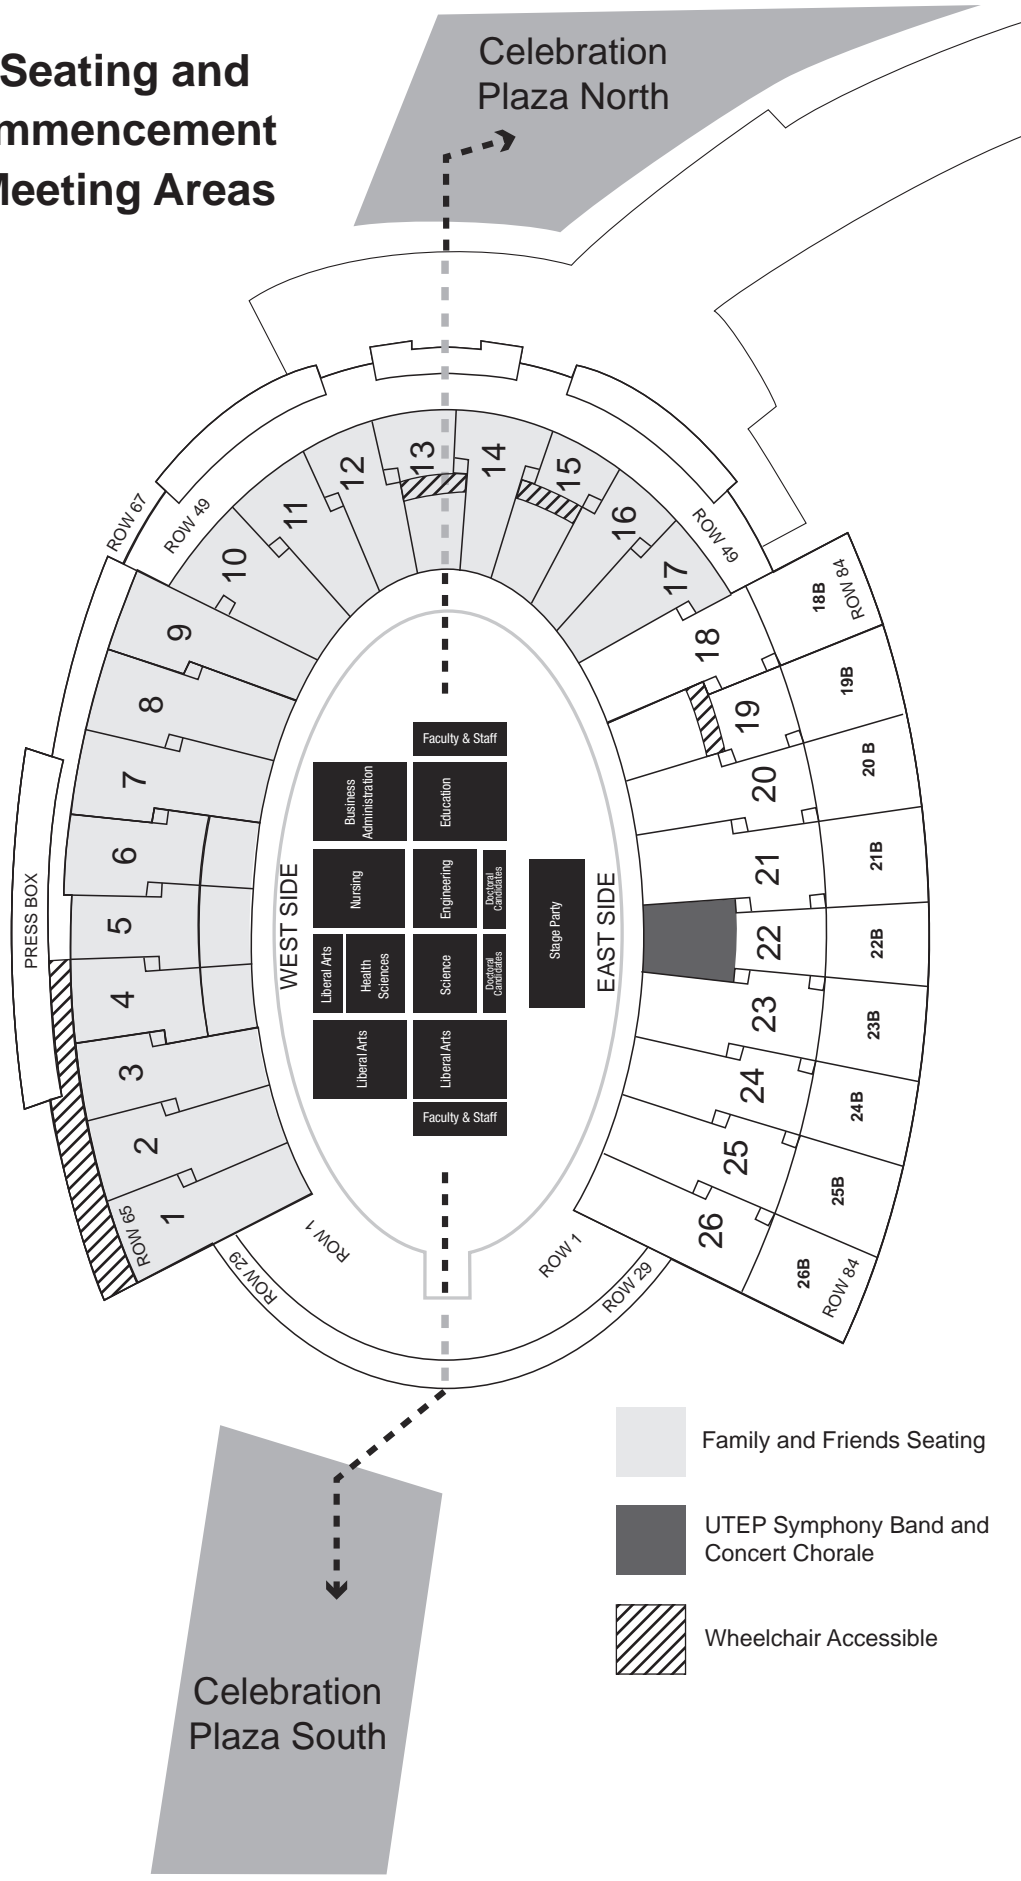 Seating and
mmencement
eeting Areas
Celebration
Plaza North
13
14
12
15
11
16
10
17
9
18
8
19
7
20
6
21
5
22
4
23
3
24
2
25
1
26
ROW 67
ROW 49
ROW 49
18B
ROW 84
19B
20 B
21B
22B
23B
24B
25B
26B
ROW 84
PRESS BOX
WEST SIDE
EAST SIDE
Faculty & Staff
Business
Administration
Education
Nursing
Engineering
Doctoral
Candidates
Stage Party
Liberal Arts
Health
Sciences
Science
Doctoral
Candidates
Liberal Arts
Liberal Arts
Faculty & Staff
ROW 65
ROW 1
ROW 29
ROW 1
ROW 29
Family and Friends Seating
UTEP Symphony Band and
Concert Chorale
Wheelchair Accessible
Celebration
Plaza South